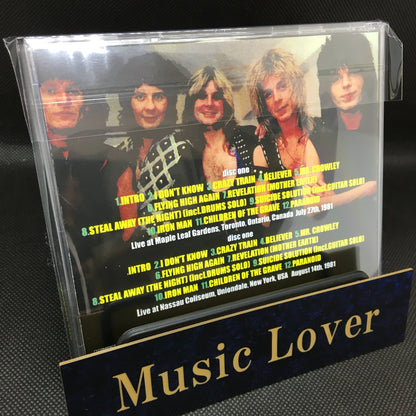 disc one
1.INTRO 2.I DON'T KNOW 3.CRAZY TRAIN 4.BELIEVER 5.MR. CROWLEY
6.FLYING HIGH AGAIN 7.REVELATION (MOTHER EARTH)
8.STEAL AWAY (THE NIGHT) (incl.DRUMS SOLO) 9.SUICIDE SOLUTION (incl.GUITAR SOLO)
10.IRON MAN 11.CHILDREN OF THE GRAVE 12.PARANOID
Live at Maple Leaf Gardens, Toronto, Ontario, Canada July 27th, 1981
disc one
.INTRO 2.I DON'T KNOW 3.CRAZY TRAIN 4.BELIEVER 5.MR. CROWLEY
6.FLYING HIGH AGAIN 7.REVELATION (MOTHER EARTH)
8.STEAL AWAY (THE NIGHT) (incl.DRUMS SOLO) 9.SUICIDE SOLUTION (incl.GUITAR SOLO)
10.IRON MAN 11.CHILDREN OF THE GRAVE 12.PARANOID
Live at Nassau Coliseum, Uniondale, New York, USA August 14th, 1981
Music Lover